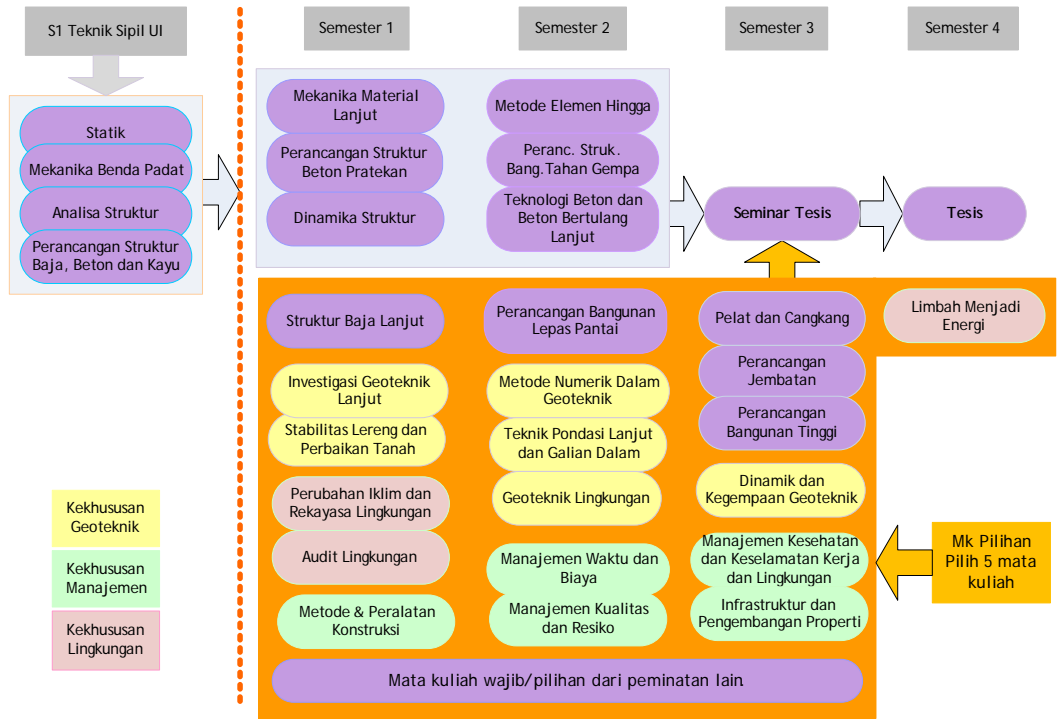 S1 Teknik Sipil UI
Semester 1
Semester 2
Semester 3
Semester 4
Statik
Mekanika Benda Padat
Analisa Struktur
Perancangan Struktur
Baja, Beton dan Kayu
Mekanika Material
Lanjut
Perancangan Struktur
Beton Pratekan
Dinamika Struktur
Metode Elemen Hingga
Peranc. Struk.
Bang.Tahan Gempa
Teknologi Beton dan
Beton Bertulang
Lanjut
Seminar Tesis
Tesis
Struktur Baja Lanjut
Investigasi Geoteknik
Lanjut
Stabilitas Lereng dan
Perbaikan Tanah
Perubahan Iklim dan
Rekayasa Lingkungan
Audit Lingkungan
Metode & Peralatan
Konstruksi
Perancangan Bangunan
Lepas Pantai
Metode Numerik Dalam
Geoteknik
Teknik Pondasi Lanjut
dan Galian Dalam
Geoteknik Lingkungan
Manajemen Waktu dan
Biaya
Manajemen Kualitas
dan Resiko
Pelat dan Cangkang
Perancangan
Jembatan
Perancangan
Bangunan Tinggi
Dinamik dan
Kegempaan Geoteknik
Manajemen Kesehatan
dan Keselamatan Kerja
dan Lingkungan
Infrastruktur dan
Pengembangan Properti
Limbah Menjadi
Energi
Mata kuliah wajib/pilihan dari peminatan lain.
Mk Pilihan
Pilih 5 mata
kuliah
Kekhususan
Geoteknik
Kekhususan
Manajemen
Kekhususan
Lingkungan